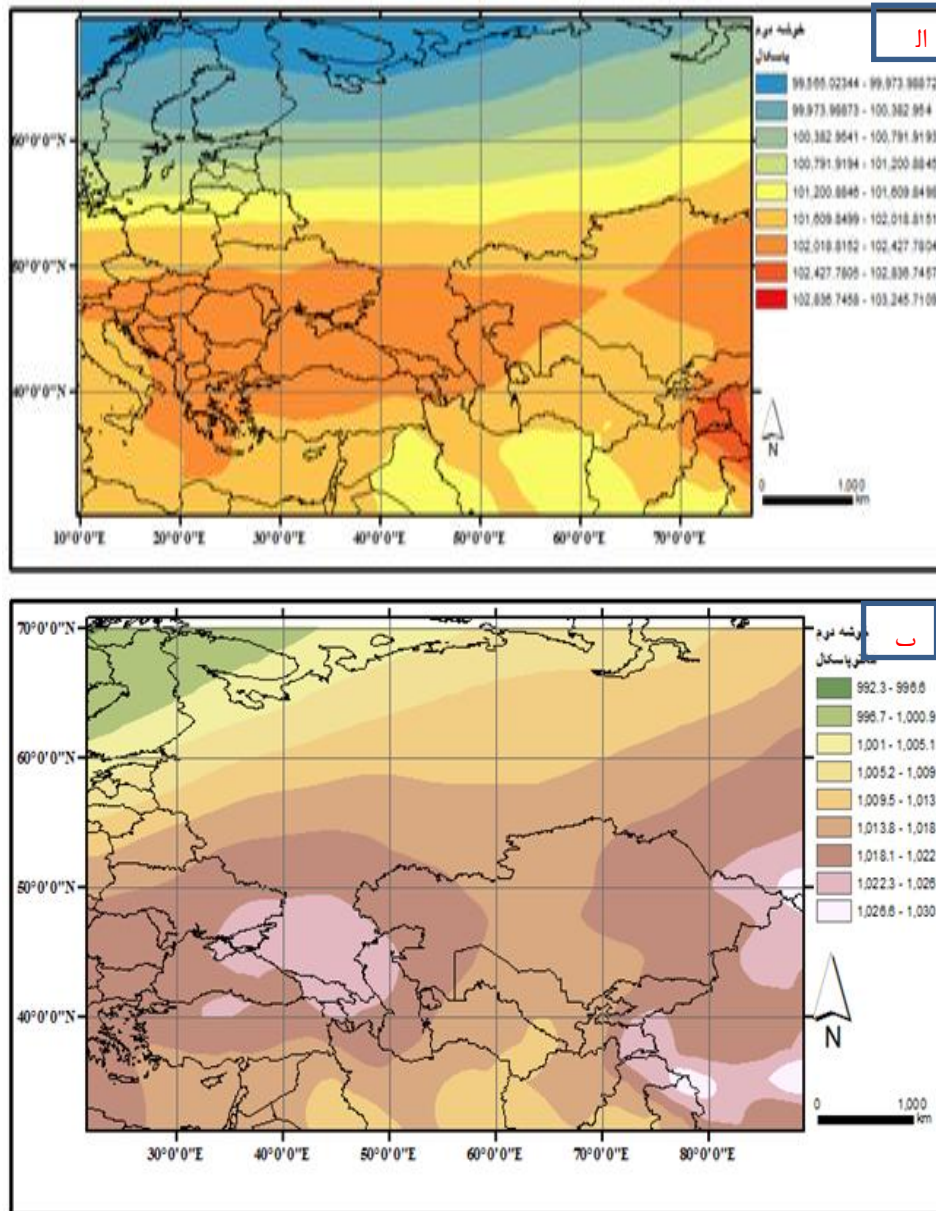 ال
خوشه دوم
پاسکال
99,565.02344 - 99,973.98872
99,973.98873 - 100,382.954
100,382.9541 - 100,791.9193
100,791.9194 - 101,200.8845
101,200.8846 - 101,609.8498
101,609.8499 - 102,018.8151
102,018.8152 - 102,427.7804
102,427.7805 - 102,836.7457
102,836.7458 - 103,245.7109
60°0'0"N
50°0'0"N
40°0'0"N
N
0 1,000
km
10°0'0"E 20°0'0"E 30°0'0"E 40°0'0"E 50°0'0"E 60°0'0"E 70°0'0"E
ب
خوشه دوم
992.3 - 996.6
996.7 - 1,000.9
1,001 - 1,005.1
1,005.2 - 1,009
1,009.5 - 1,013
1,013.8 - 1,018
1,018.1 - 1,022
1,022.3 - 1,026
1,026.6 - 1,030
70°0'0"N
60°0'0"N
50°0'0"N
40°0'0"N
N
0 1,000
km
30°0'0"E 40°0'0"E 50°0'0"E 60°0'0"E 70°0'0"E 80°0'0"E